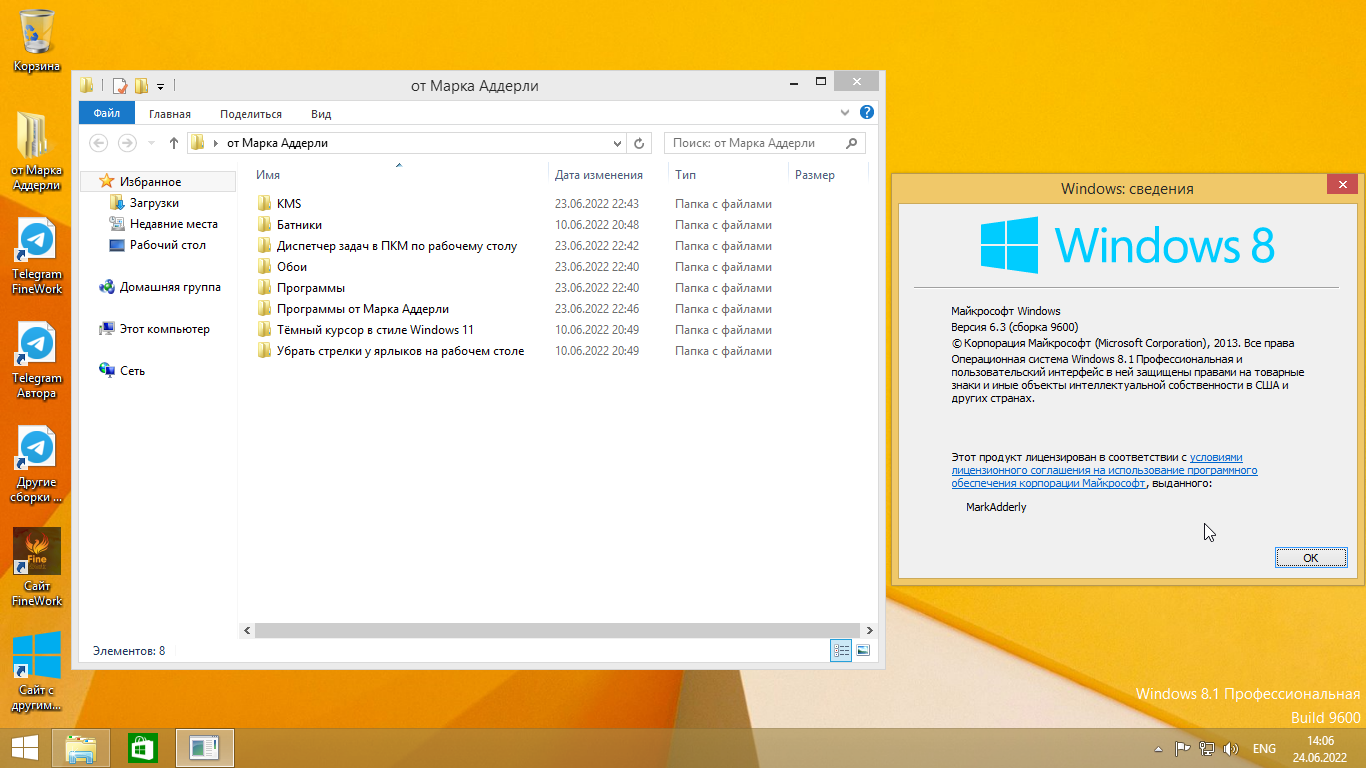 Корзина
от Марка
Аддерли
Telegram
FineWork
Telegram
Автора
Другие
сборки ...
Fine
Сайт
FineWork
Сайт с
другим...
от Марка Аддерли
Файл
Главная
Поделиться
Вид
от Марка Аддерли
Поиск: от Марка Аддерли
Избранное
Загрузки
Недавние места
Рабочий стол
Домашняя группа
Этот компьютер
Сеть
Имя Дата изменения Тип Размер
KMS 23.06.2022 22:43 Папка с файлами
Батники 10.06.2022 20:48 Папка с файлами
Диспетчер задач в ПКМ по рабочему столу 23.06.2022 22:42 Папка с файлами
Обои 23.06.2022 22:40 Папка с файлами
Программы 23.06.2022 22:40 Папка с файлами
Программы от Марка Аддерли 23.06.2022 22:46 Папка с файлами
Тёмный курсор в стиле Windows 11 10.06.2022 20:49 Папка с файлами
Убрать стрелки у ярлыков на рабочем столе 10.06.2022 20:49 Папка с файлами
Элементов: 8
Windows: сведения
Windows 8
Майкрософт Windows
Версия 6.3 (сборка 9600)
© Корпорация Майкрософт (Microsoft Corporation), 2013. Все права
Операционная система Windows 8.1 Профессиональная и
пользовательский интерфейс в ней защищены правами на товарные
знаки и иные объекты интеллектуальной собственности в США и
других странах.
Этот продукт лицензирован в соответствии с условиями
лицензионного соглашения на использование программного
обеспечения корпорации Майкрософт, выданного:
MarkAdderly
OK
Windows 8.1 Профессиональная
Build 9600
ENG
14:06
24.06.2022